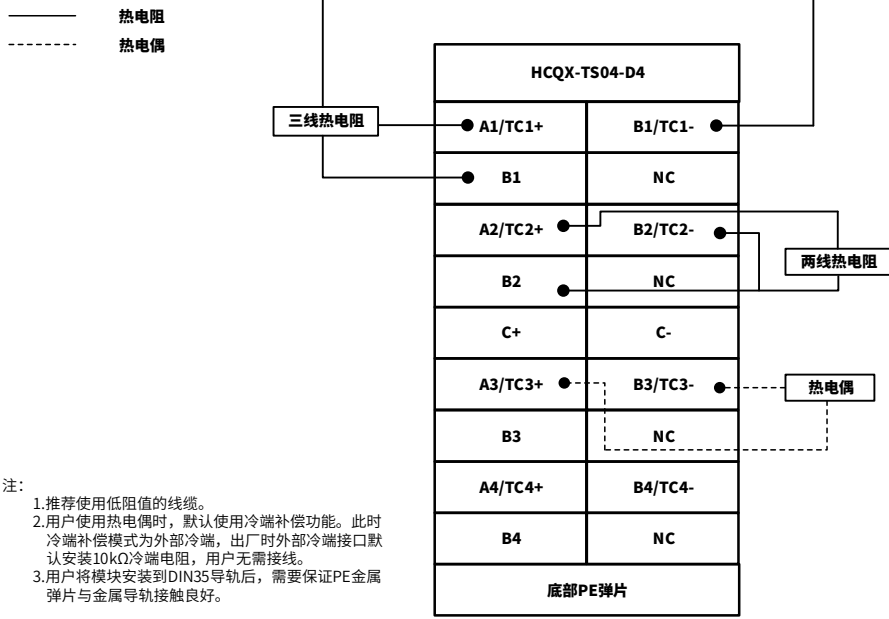 热电阻
热电偶
HCQX-TS04-D4
三线热电阻
A1/TC1+
B1/TC1-
B1
NC
A2/TC2+
B2/TC2-
两线热电阻
B2
NC
C+
C-
A3/TC3+
B3/TC3-
热电偶
B3
NC
A4/TC4+
B4/TC4-
B4
NC
底部PE弹片
注：
1.推荐使用低阻值的线缆。
2.用户使用热电偶时，默认使用冷端补偿功能。此时
冷端补偿模式为外部冷端，出厂时外部冷端接口默
认安装10kΩ冷端电阻，用户无需接线。
3.用户将模块安装到DIN35导轨后，需要保证PE金属
弹片与金属导轨接触良好。